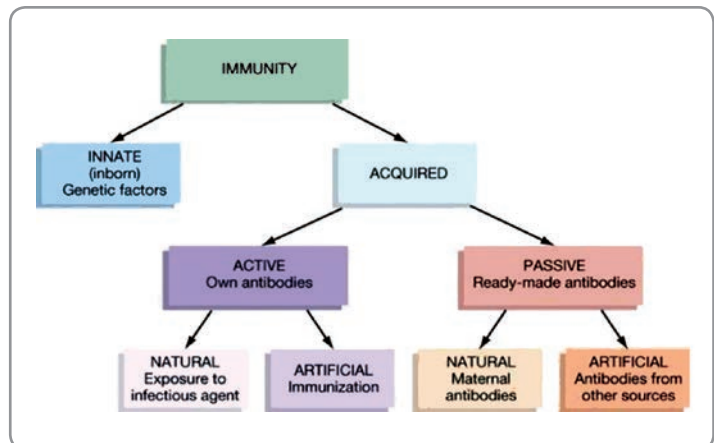 IMMUNITY
INNATE
(inborn)
Genetic factors
ACQUIRED
ACTIVE
Own antibodies
PASSIVE
Ready-made antibodies
NATURAL
Exposure to
infectious agent
ARTIFICIAL
Immunization
NATURAL
Maternal
antibodies
ARTIFICIAL
Antibodies from
other sources